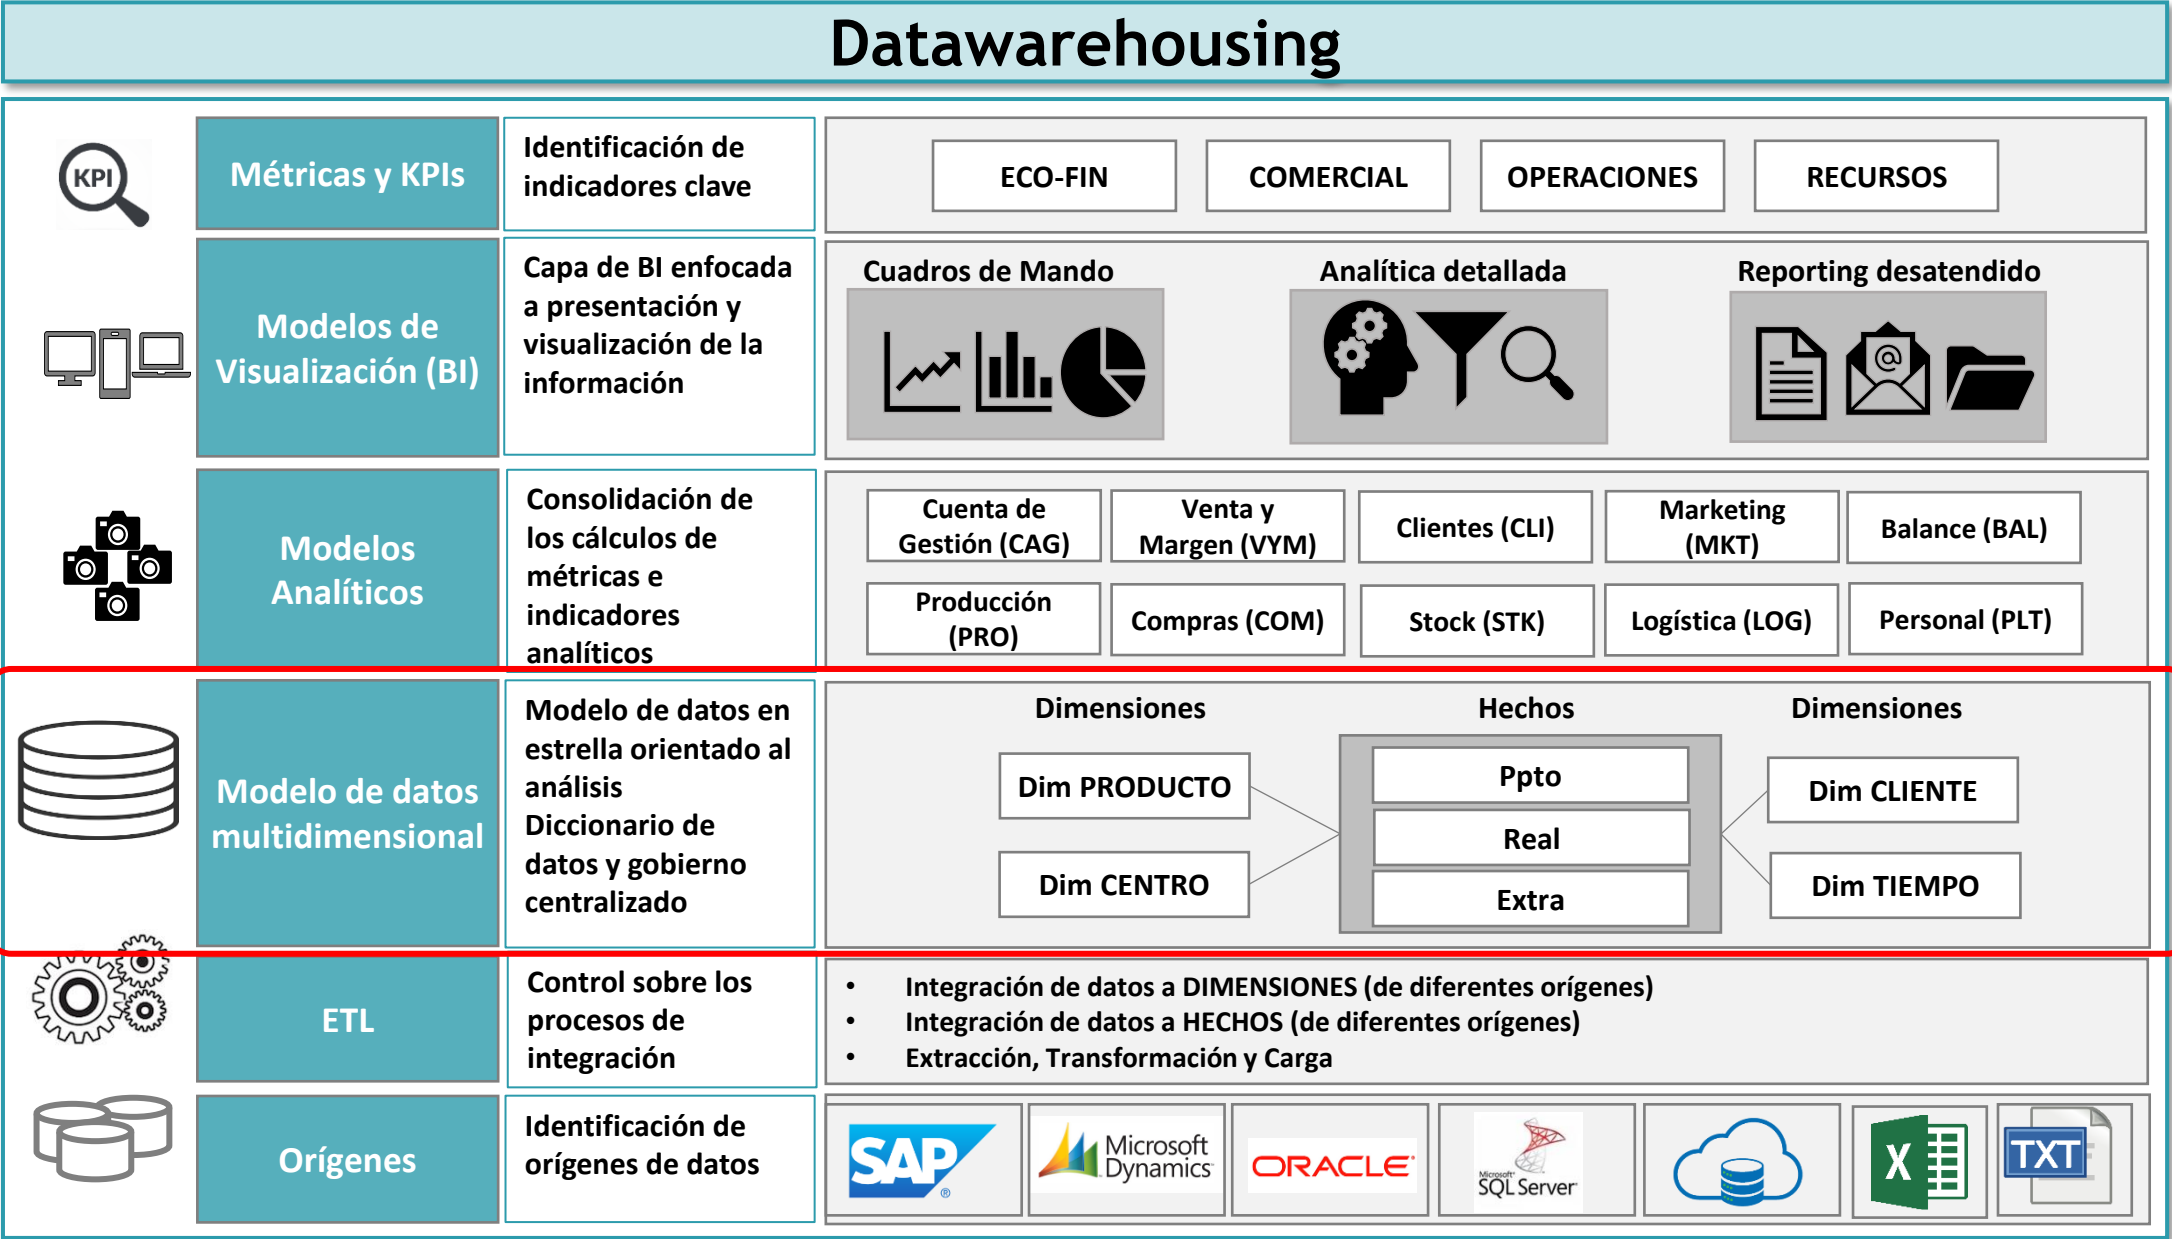 Datawarehousing
KPI
Métricas y KPIs
Identificación de
indicadores clave
ECO-FIN
COMERCIAL
OPERACIONES
RECURSOS
Modelos de
Visualización (BI)
Capa de BI enfocada
a presentación y
visualización de la
información
Cuadros de Mando
Analítica detallada
Reporting desatendido
@
Modelos
Analíticos
Consolidación de
los cálculos de
métricas e
indicadores
analíticos
Cuenta de
Gestión (CAG)
Venta y
Margen (VYM)
Clientes (CLI)
Marketing
(MKT)
Balance (BAL)
Producción
(PRO)
Compras (COM)
Stock (STK)
Logística (LOG)
Personal (PLT)
Modelo de datos
multidimensional
Modelo de datos en
estrella orientado al
análisis
Diccionario de
datos y gobierno
centralizado
Dimensiones
Hechos
Dimensiones
Dim PRODUCTO
Dim CENTRO
Ppto
Real
Extra
Dim CLIENTE
Dim TIEMPO
ETL
Control sobre los
procesos de
integración
• Integración de datos a DIMENSIONES (de diferentes orígenes)
• Integración de datos a HECHOS (de diferentes orígenes)
• Extracción, Transformación y Carga
Orígenes
Identificación de
orígenes de datos
SAP®
Microsoft
Dynamics
ORACLE
Microsoft
SQL Server
X
TXT